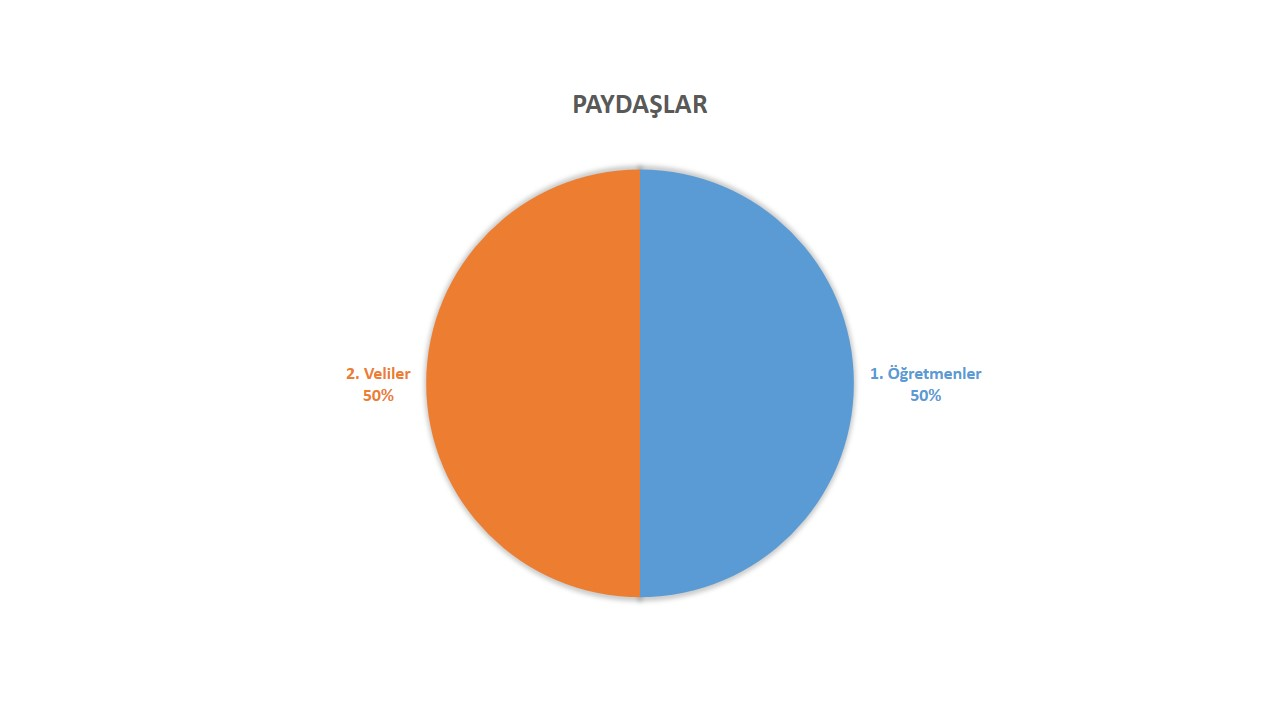 PAYDAŞLAR
2. Veliler
50%
1. Öğretmenler
50%